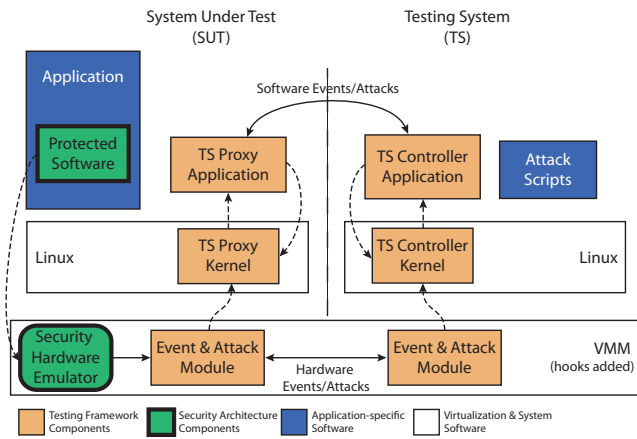 System Under Test
(SUT)
Testing System
(TS)
Application
Protected
Software
Software Events/Attacks
TS Proxy
Application
TS Controller
Application
Attack
Scripts
Linux
TS Proxy
Kernel
TS Controller
Kernel
Linux
Security
Hardware
Emulator
Event & Attack
Module
Hardware
Events/Attacks
Event & Attack
Module
VMM
(hooks added)
Testing Framework
Components
Security Architecture
Components
Application-specific
Software
Virtualization & System
Software